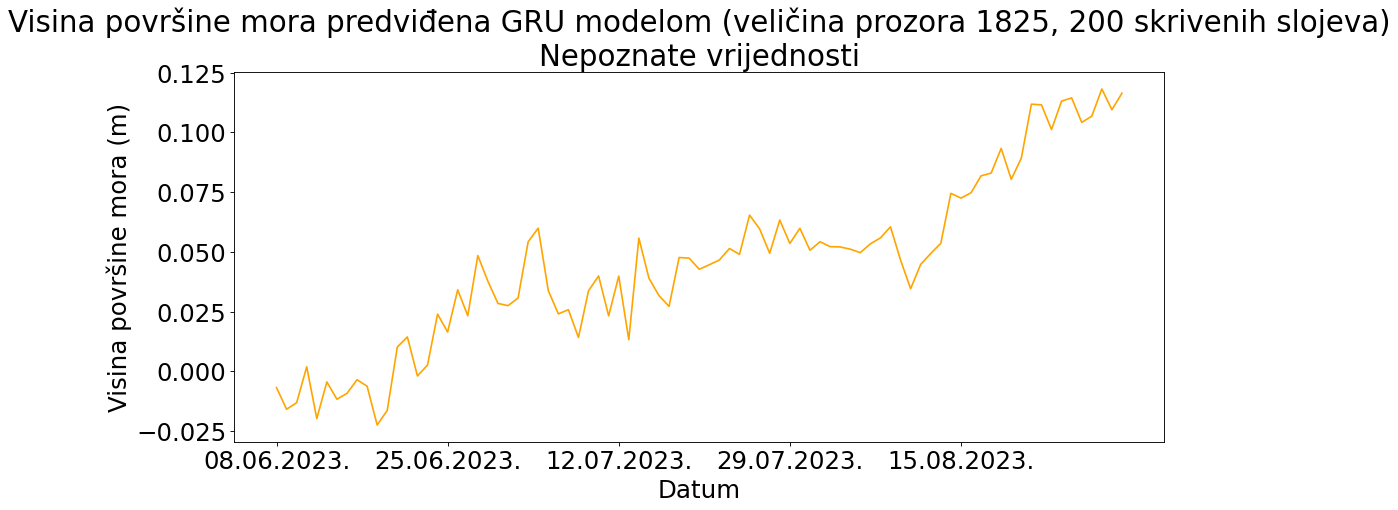 Visina površine mora predviđena GRU modelom (veličina prozora 1825, 200 skrivenih slojeva)
Nepoznate vrijednosti
Visina površine mora (m)
0.125
0.100
0.075
0.050
0.025
0.000
−0.025
08.06.2023. 25.06.2023. 12.07.2023. 29.07.2023. 15.08.2023.
Datum